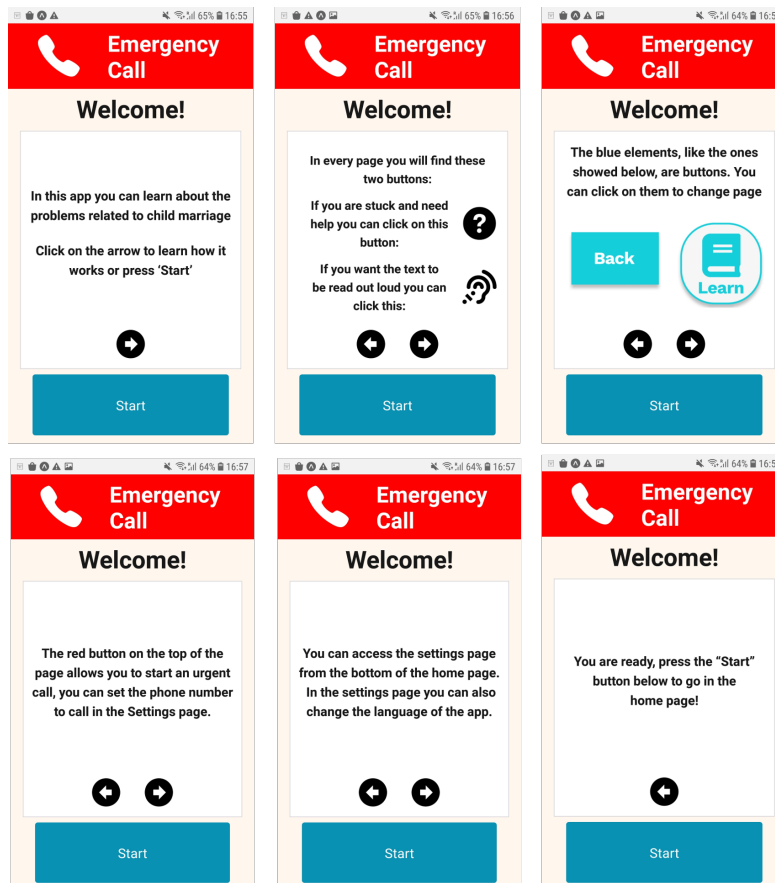 65% 16:55
Emergency
Call
Welcome!
In this app you can learn about the
problems related to child marriage
Click on the arrow to learn how it
works or press ‘Start’
Start
65% 16:56
Emergency
Call
Welcome!
In every page you will find these
two buttons:
If you are stuck and need
help you can click on this
button:
?
If you want the text to
be read out loud you can
click this:
Start
64% 16:5
Emergency
Call
Welcome!
The blue elements, like the ones
showed below, are buttons. You
can click on them to change page
Back
Learn
Start
64% 16:57
Emergency
Call
Welcome!
The red button on the top of the
page allows you to start an urgent
call, you can set the phone number
to call in the Settings page.
Start
64% 16:57
Emergency
Call
Welcome!
You can access the settings page
from the bottom of the home page.
In the settings page you can also
change the language of the app.
Start
64% 16:5
Emergency
Call
Welcome!
You are ready, press the “Start”
button below to go in the
home page!
Start